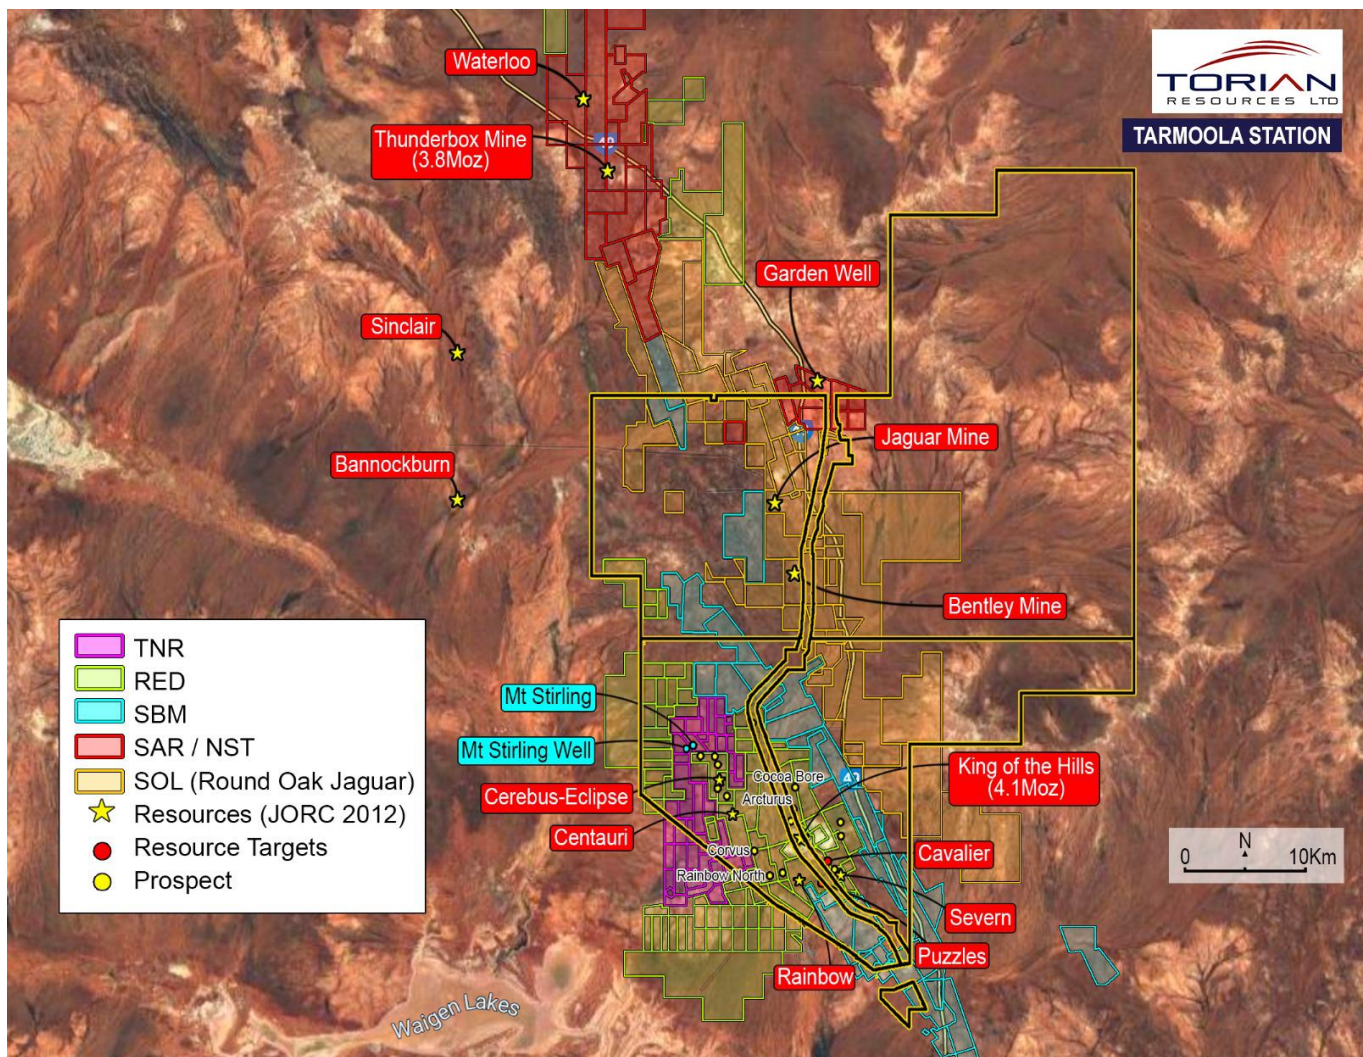 TORIAN
RESOURCES LTD
TARMOOLA STATION
Waterloo
Thunderbox Mine
(3.8Moz)
Garden Well
Sinclair
Jaguar Mine
Bannockburn
Bentley Mine
TNR
RED
SBM
SAR / NST
SOL (Round Oak Jaguar)
Resources (JORC 2012)
Resource Targets
Prospect
Mt Stirling
Mt Stirling Well
Cerebus-Eclipse
Centauri
Cocoa Bore
Arcturus
Corvus
Rainbow North
40
King of the Hills
(4.1Moz)
Cavalier
Severn
Puzzles
Rainbow
N
0 10Km
Waigen Lakes